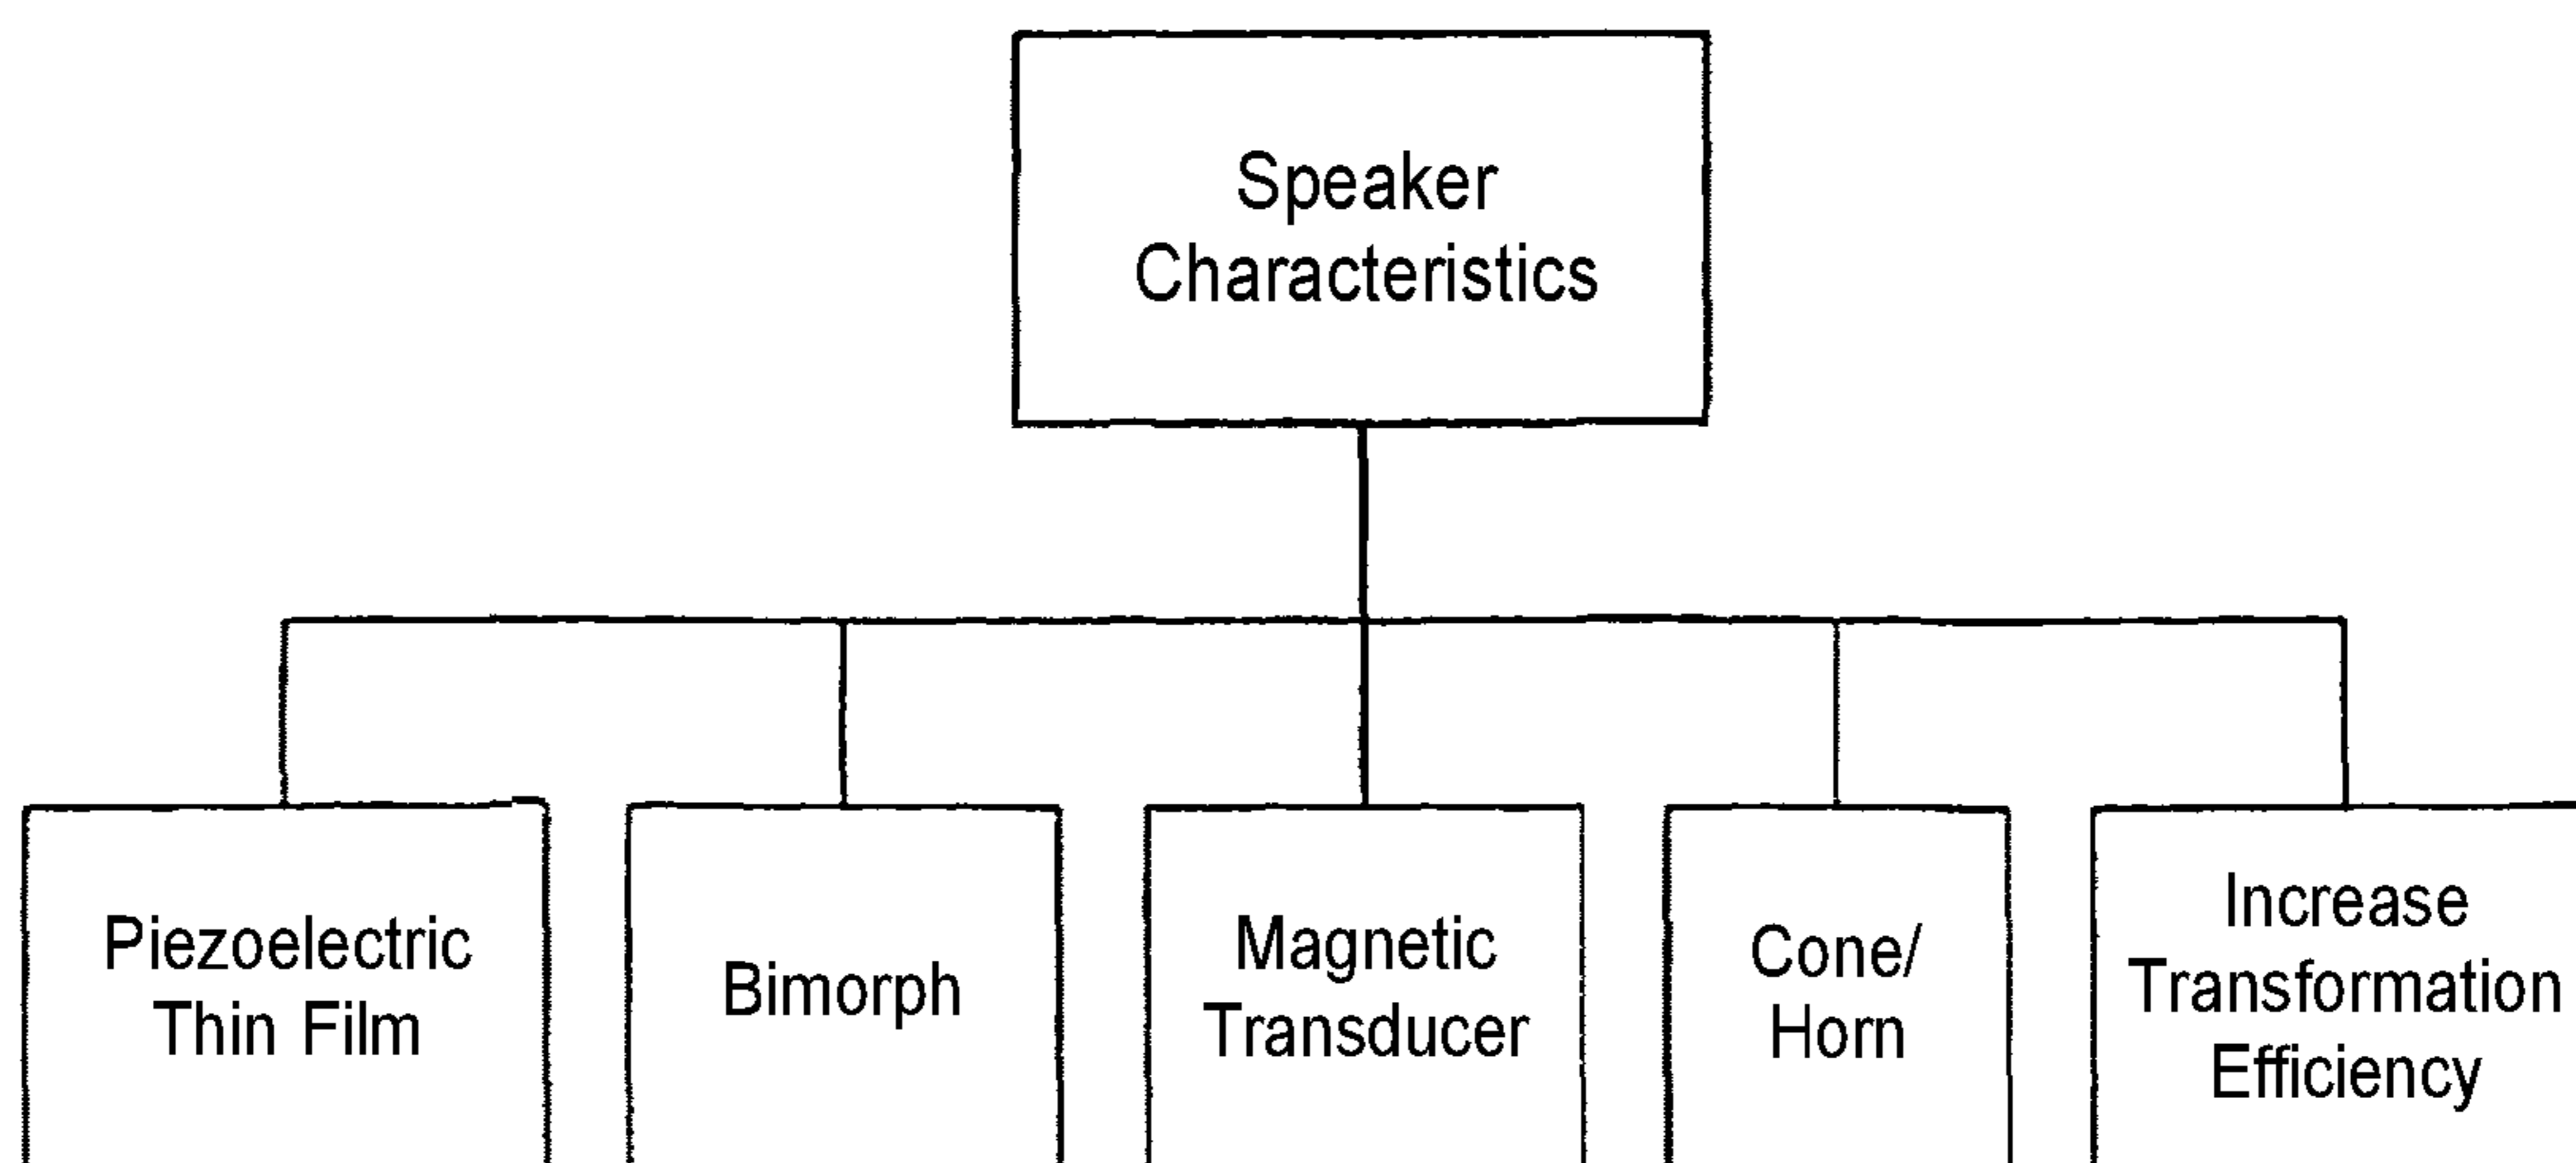 Speaker
Characteristics
Piezoelectric
Thin Film
Bimorph
Magnetic
Transducer
Cone/
Horn
Increase
Transformation
Efficiency